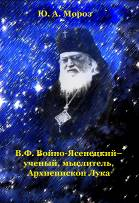 Ю. А. Мороз
В.Ф. Войно-Ясенецкий–
ученый, мыслитель,
Архиепископ Лука